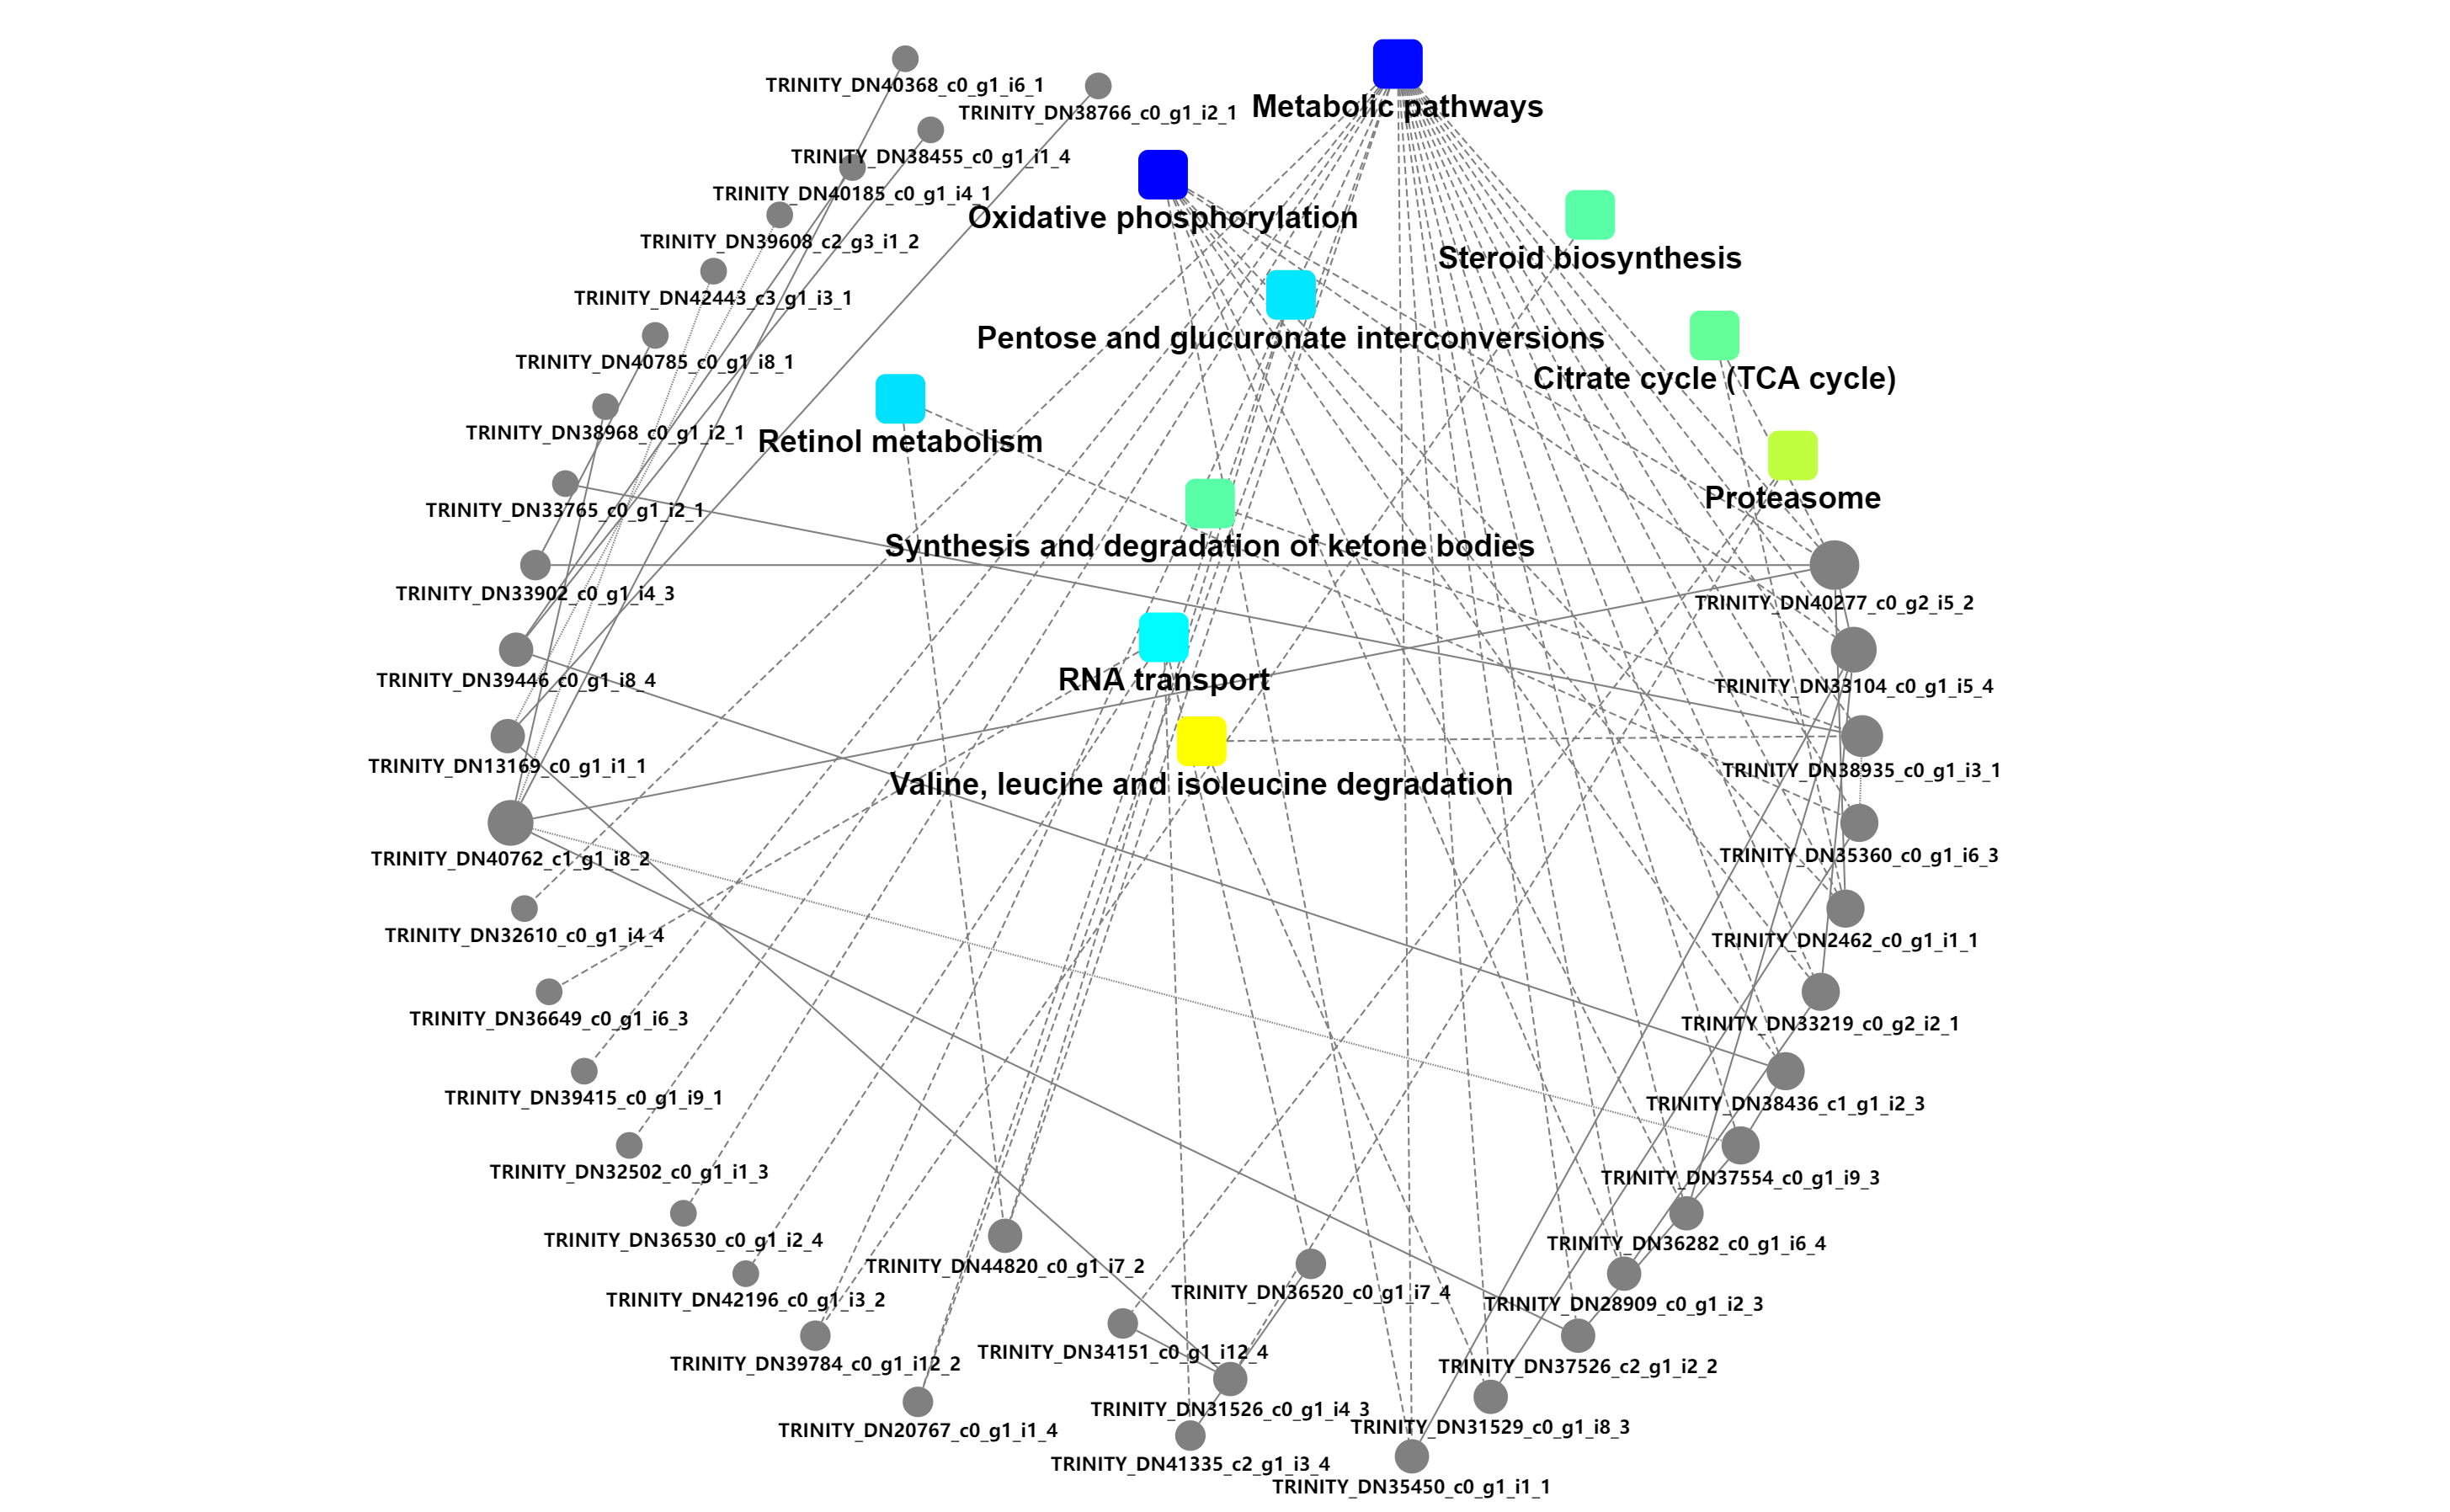 TRINITY_DN40368_c0_g1_i6_1
Metabolic pathways
TRINITY_DN38766_c0_g1_i2_1
TRINITY_DN38455_c0_g1_i1_4
TRINITY_DN40185_c0_g1_i4_1
Oxidative phosphorylation
TRINITY_DN39608_c2_g3_i1_2
Steroid biosynthesis
TRINITY_DN42443_c3_g1_i3_1
Pentose and glucuronate interconversions
TRINITY_DN40785_c0_g1_i8_1
Citrate cycle (TCA cycle)
TRINITY_DN38968_c0_g1_i2_1
Retinol metabolism
Proteasome
TRINITY_DN33765_c0_g1_i2_1
Synthesis and degradation of ketone bodies
TRINITY_DN33902_c0_g1_i4_3
TRINITY_DN40277_c0_g2_i5_2
TRINITY_DN39446_c0_g1_i8_4
RNA transport
TRINITY_DN33104_c0_g1_i5_4
TRINITY_DN13169_c0_g1_i1_1
TRINITY_DN38935_c0_g1_i3_1
Valine, leucine and isoleucine degradation
TRINITY_DN40762_c1_g1_i8_2
TRINITY_DN35360_c0_g1_i6_3
TRINITY_DN32610_c0_g1_i4_4
TRINITY_DN2462_c0_g1_i1_1
TRINITY_DN36649_c0_g1_i6_3
TRINITY_DN33219_c0_g2_i2_1
TRINITY_DN39415_c0_g1_i9_1
TRINITY_DN38436_c1_g1_i2_3
TRINITY_DN32502_c0_g1_i1_3
TRINITY_DN37554_c0_g1_i9_3
TRINITY_DN36530_c0_g1_i2_4
TRINITY_DN36282_c0_g1_i6_4
TRINITY_DN44820_c0_g1_i7_2
TRINITY_DN36520_c0_g1_i7_4
TRINITY_DN42196_c0_g1_i3_2
TRINITY_DN28909_c0_g1_i2_3
TRINITY_DN34151_c0_g1_i12_4
TRINITY_DN39784_c0_g1_i12_2
TRINITY_DN37526_c2_g1_i2_2
TRINITY_DN31526_c0_g1_i4_3
TRINITY_DN31529_c0_g1_i8_3
TRINITY_DN20767_c0_g1_i1_4
TRINITY_DN41335_c2_g1_i3_4
TRINITY_DN35450_c0_g1_i1_1